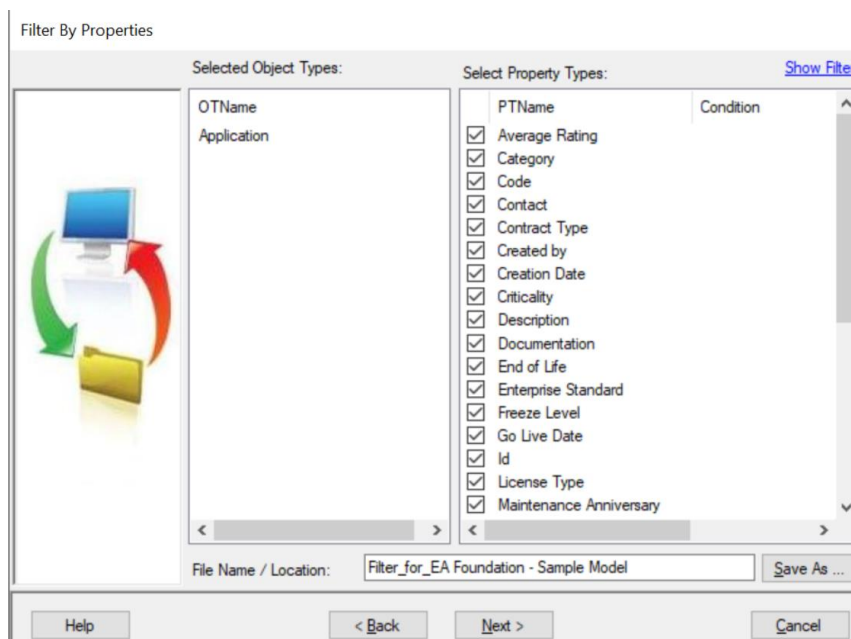 Filter By Properties
Selected Object Types:
Select Property Types:
Show Filte
OTName
Application
PTName Condition
Average Rating
Category
Code
Contact
Contract Type
Created by
Creation Date
Criticality
Description
Documentation
End of Life
Enterprise Standard
Freeze Level
Go Live Date
Id
License Type
Maintenance Anniversary
File Name / Location: Filter_for_EA Foundation - Sample Model Save As ...
Help < Back Next > Cancel